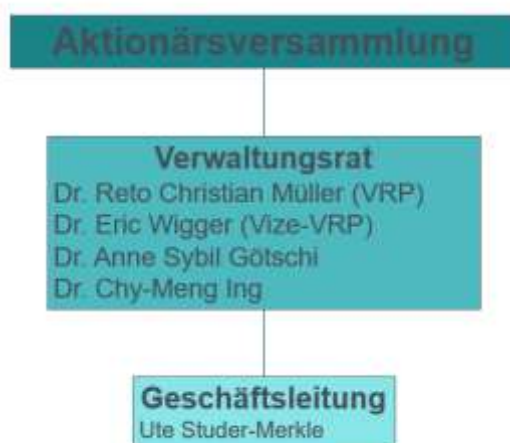 Aktionärsversammlung
Verwaltungsrat
Dr. Reto Christian Müller (VRP)
Dr. Eric Wigger (Vize-VRP)
Dr. Anne Sybil Götschi
Dr. Chy-Meng Ing
Geschäftsleitung
Ute Studer-Merkle